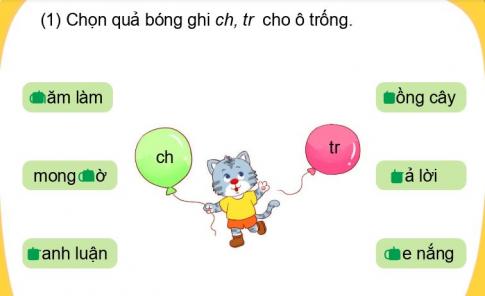 (1) Chọn quả bóng ghi ch, tr cho ô trống.
ăm làm
ồng cây
ch
tr
mong ờ
ả lời
anh luận
e nắng